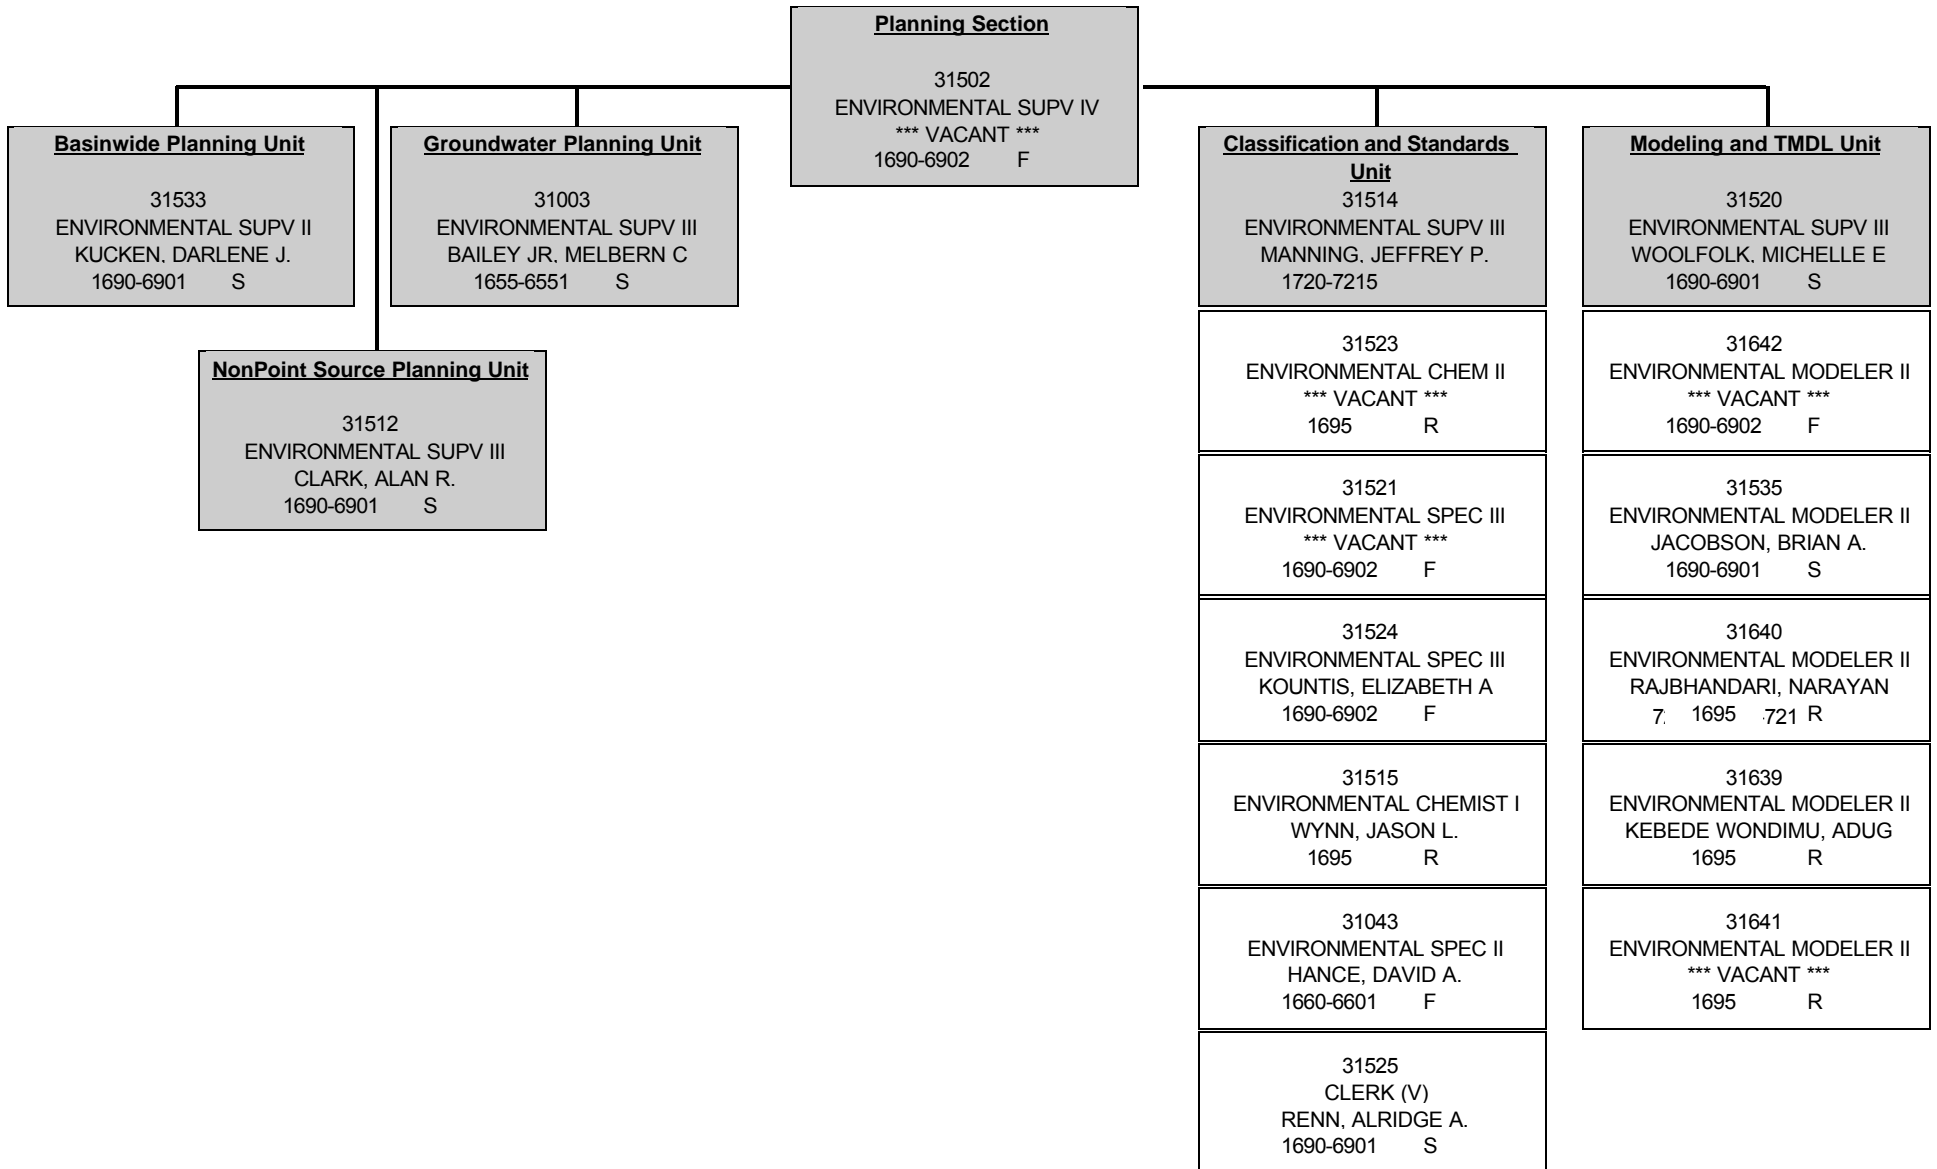 Planning Section
31502
ENVIRONMENTAL SUPV IV
*** VACANT ***
1690-6902 F
Basinwide Planning Unit
31533
ENVIRONMENTAL SUPV II
KUCKEN, DARLENE J.
1690-6901 S
Groundwater Planning Unit
31003
ENVIRONMENTAL SUPV III
BAILEY JR, MELBERN C
1655-6551 S
NonPoint Source Planning Unit
31512
ENVIRONMENTAL SUPV III
CLARK, ALAN R.
1690-6901 S
Classification and Standards
Unit
31514
ENVIRONMENTAL SUPV III
MANNING, JEFFREY P.
1720-7215
31523
ENVIRONMENTAL CHEM II
*** VACANT ***
1695 R
31521
ENVIRONMENTAL SPEC III
*** VACANT ***
1690-6902 F
31524
ENVIRONMENTAL SPEC III
KOUNTIS, ELIZABETH A
1690-6902 F
31515
ENVIRONMENTAL CHEMIST I
WYNN, JASON L.
1695 R
31043
ENVIRONMENTAL SPEC II
HANCE, DAVID A.
1660-6601 F
31525
CLERK (V)
RENN, ALRIDGE A.
1690-6901 S
Modeling and TMDL Unit
31520
ENVIRONMENTAL SUPV III
WOOLFOLK, MICHELLE E
1690-6901 S
31642
ENVIRONMENTAL MODELER II
*** VACANT ***
1690-6902 F
31535
ENVIRONMENTAL MODELER II
JACOBSON, BRIAN A.
1690-6901 S
31640
ENVIRONMENTAL MODELER II
RAJBHANDARI, NARAYAN
1695 R
31639
ENVIRONMENTAL MODELER II
KEBEDE WONDIMU, ADUG
1695 R
31641
ENVIRONMENTAL MODELER II
*** VACANT ***
1695 R